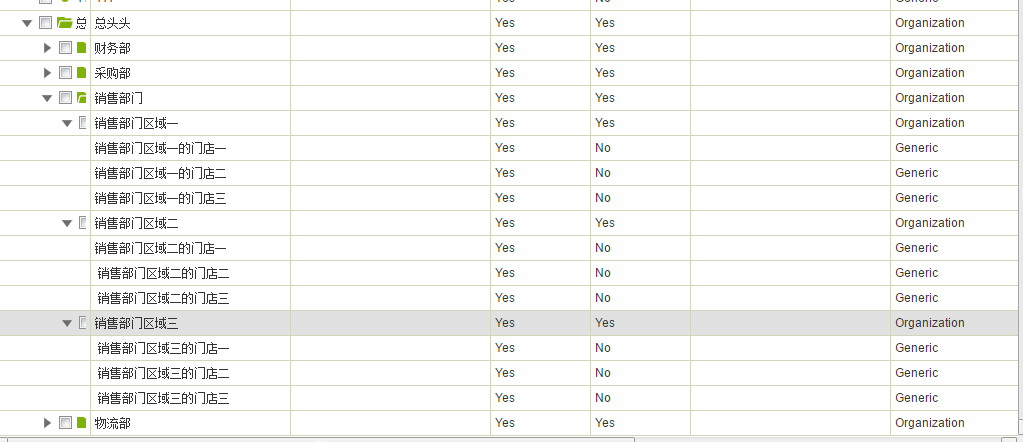 No Generic
总 总头头 Yes Yes Organization
财务部 Yes Yes Organization
采购部 Yes Yes Organization
销售部门 Yes Yes Organization
销售部门区域一 Yes Yes Organization
销售部门区域一的门店一 Yes No Generic
销售部门区域一的门店二 Yes No Generic
销售部门区域一的门店三 Yes No Generic
销售部门区域二 Yes Yes Organization
销售部门区域二的门店一 Yes No Generic
销售部门区域二的门店二 Yes No Generic
销售部门区域二的门店三 Yes No Generic
销售部门区域三 Yes Yes Organization
销售部门区域三的门店一 Yes No Generic
销售部门区域三的门店二 Yes No Generic
销售部门区域三的门店三 Yes No Generic
物流部 Yes Yes Organization